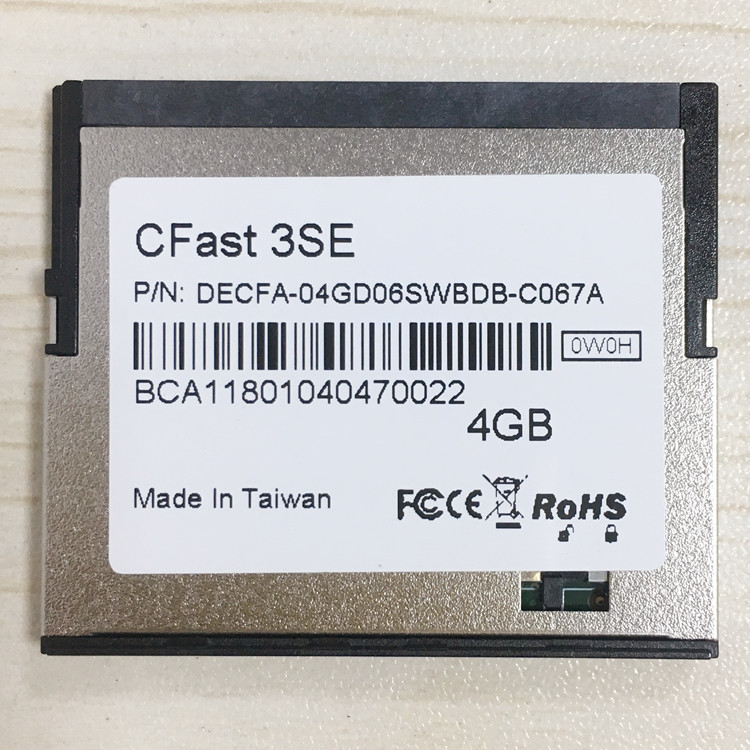 CFast 3SE
P/N: DECFA-04GD06SWBDB-C067A
0W0H
BCA11801040470022
4GB
Made In Taiwan
FC CE RoHS